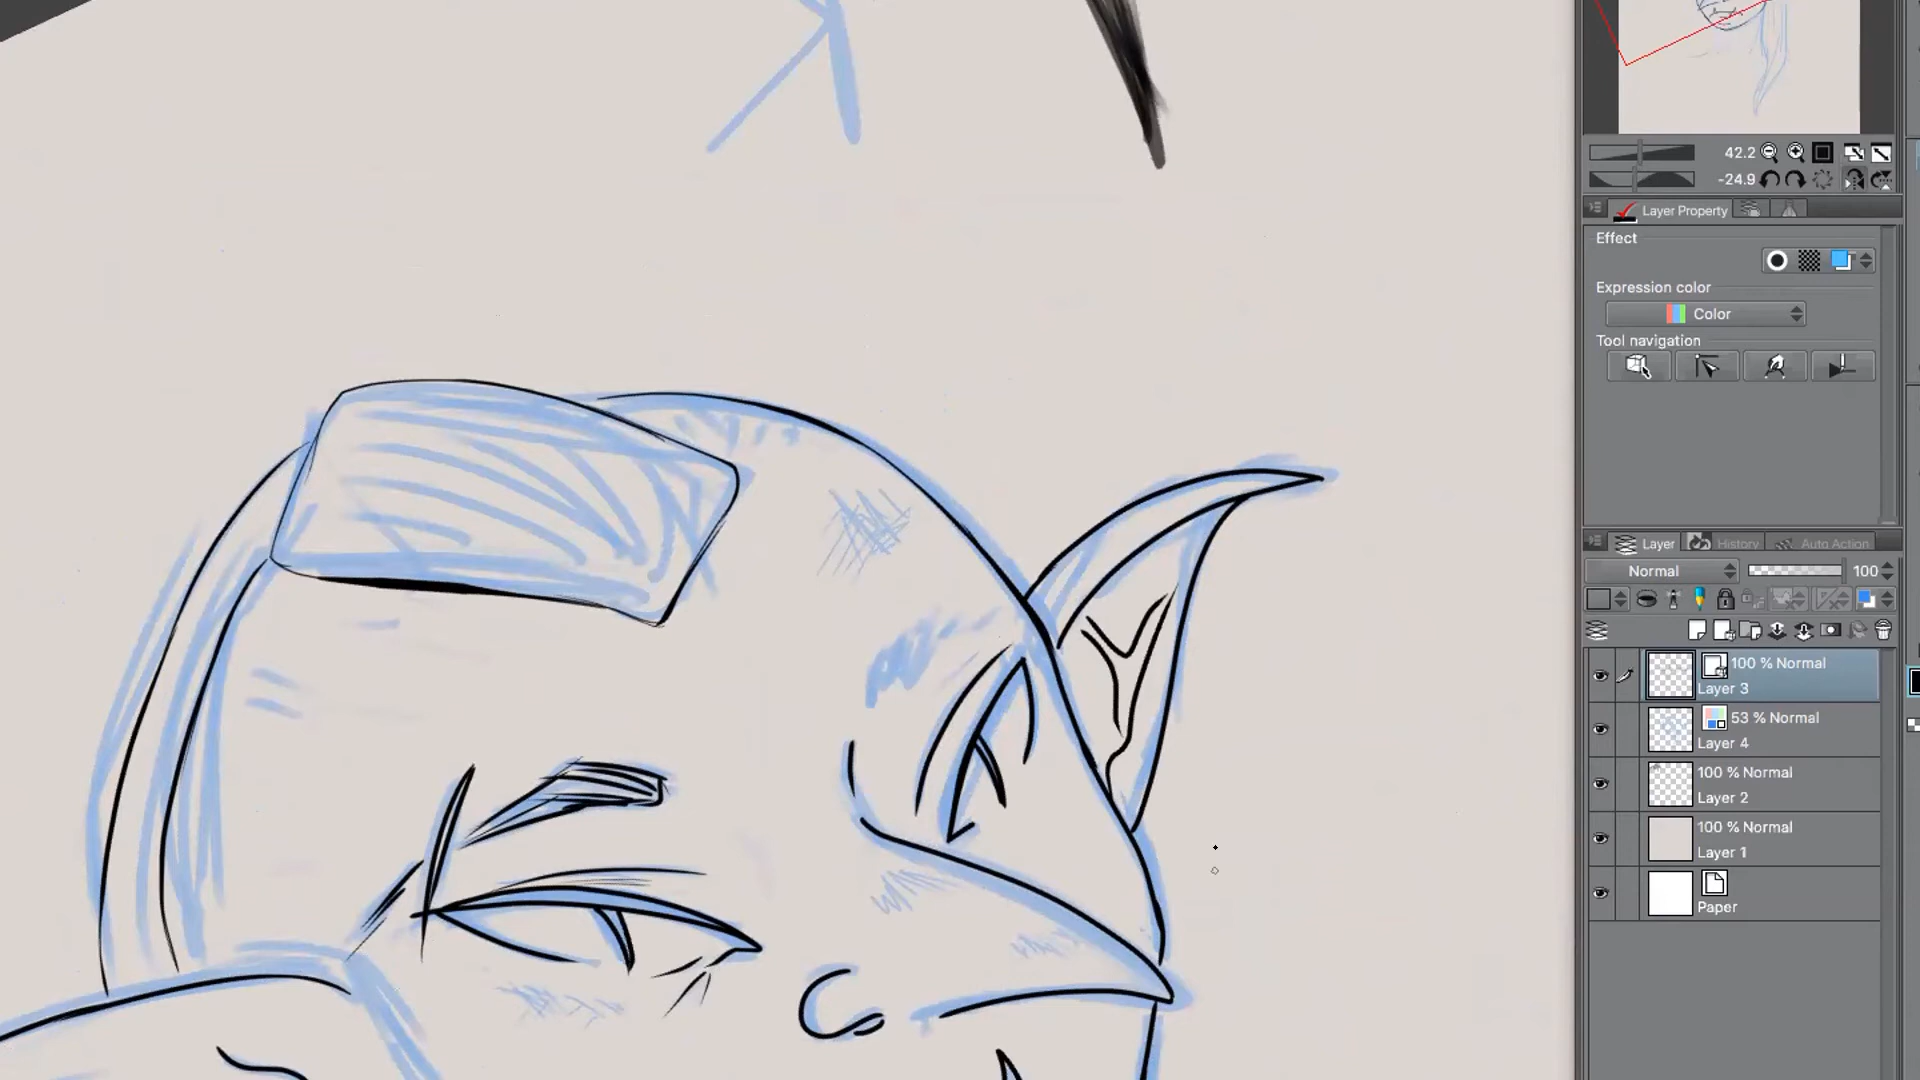 42.2
-24.9
Layer Property
Effect
Expression color
Color
Tool navigation
Layer History Auto Action
Normal 100
100 % Normal
Layer 3
53 % Normal
Layer 4
100 % Normal
Layer 2
100 % Normal
Layer 1
Paper